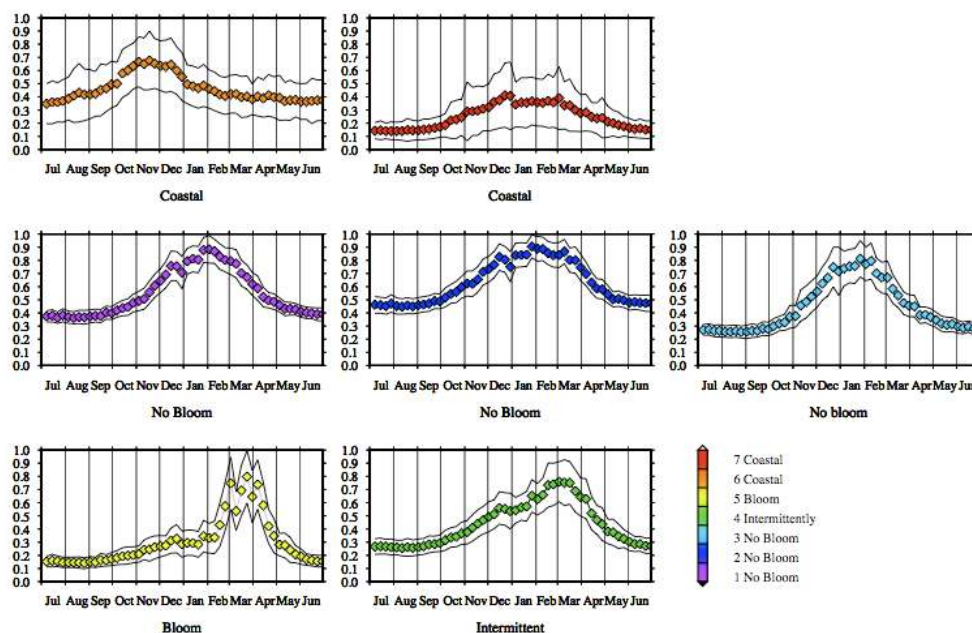 1.0 1.0
0.9 0.9
0.8 0.8
0.7 0.7
0.6 0.6
0.5 0.5
0.4 0.4
0.3 0.3
0.2 0.2
0.1 0.1
0.0 0.0
Jul Aug Sep Oct Nov Dec Jan Feb Mar Apr May Jun Jul Aug Sep Oct Nov Dec Jan Feb Mar Apr May Jun
Coastal Coastal
1.0 1.0 1.0
0.9 0.9 0.9
0.8 0.8 0.8
0.7 0.7 0.7
0.6 0.6 0.6
0.5 0.5 0.5
0.4 0.4 0.4
0.3 0.3 0.3
0.2 0.2 0.2
0.1 0.1 0.1
0.0 0.0 0.0
Jul Aug Sep Oct Nov Dec Jan Feb Mar Apr May Jun Jul Aug Sep Oct Nov Dec Jan Feb Mar Apr May Jun Jul Aug Sep Oct Nov Dec Jan Feb Mar Apr May Jun
No Bloom No Bloom No bloom
1.0 1.0
0.9 0.9
0.8 0.8
0.7 0.7
0.6 0.6
0.5 0.5
0.4 0.4
0.3 0.3
0.2 0.2
0.1 0.1
0.0 0.0
Jul Aug Sep Oct Nov Dec Jan Feb Mar Apr May Jun Jul Aug Sep Oct Nov Dec Jan Feb Mar Apr May Jun
Bloom Intermittent
7 Coastal
6 Coastal
5 Bloom
4 Intermittently
3 No Bloom
2 No Bloom
1 No Bloom